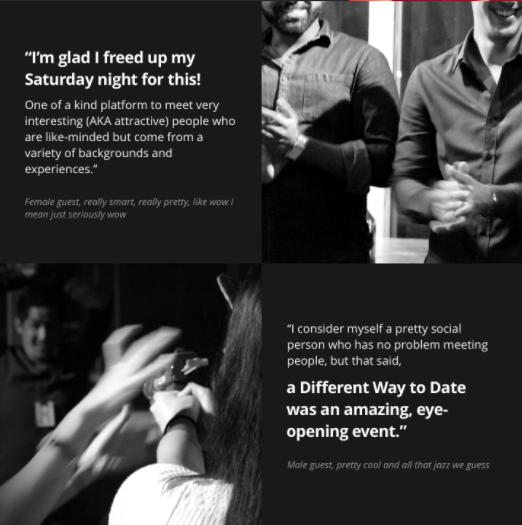 “I’m glad I freed up my
Saturday night for this!
One of a kind platform to meet very
interesting (AKA attractive) people who
are like-minded but come from a
variety of backgrounds and
experiences.”
Female guest, really smart, really pretty, like wow I
mean just seriously wow
“I consider myself a pretty social
person who has no problem meeting
people, but that said,
a Different Way to Date
was an amazing, eye-
opening event.”
Male guest, pretty cool and all that jazz we guess